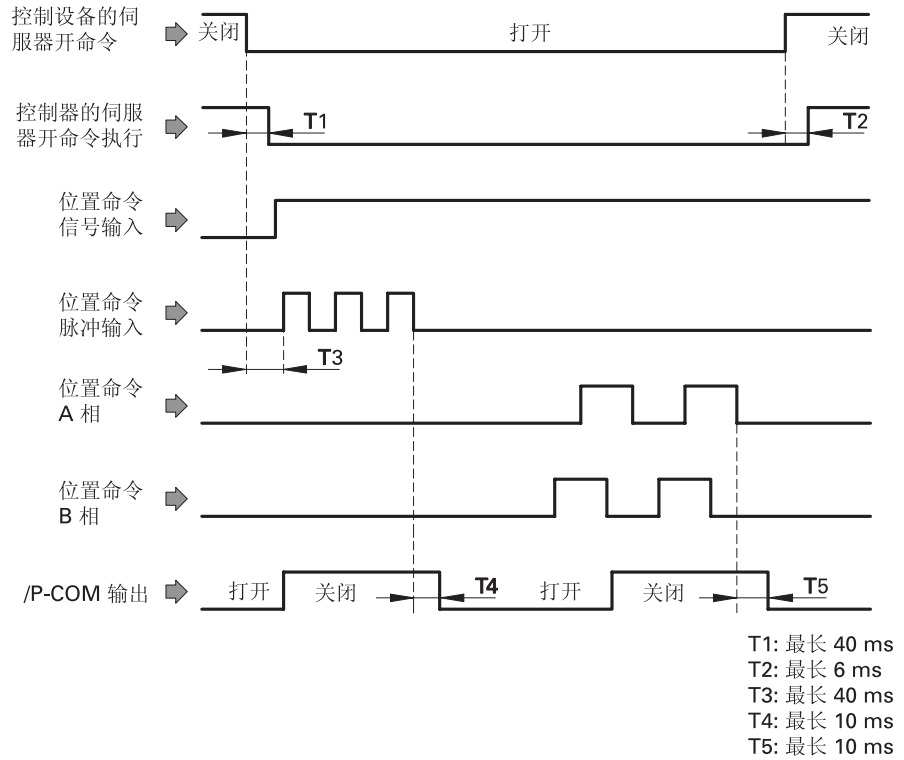 控制设备的伺
服器开命令
关闭
打开
关闭
控制器的伺服
器开命令执行
T1
T2
位置命令
信号输入
位置命令
脉冲输入
T3
位置命令
A 相
位置命令
B 相
/P-COM 输出
打开
关闭
T4
打开
关闭
T5
T1: 最长 40 ms
T2: 最长 6 ms
T3: 最长 40 ms
T4: 最长 10 ms
T5: 最长 10 ms